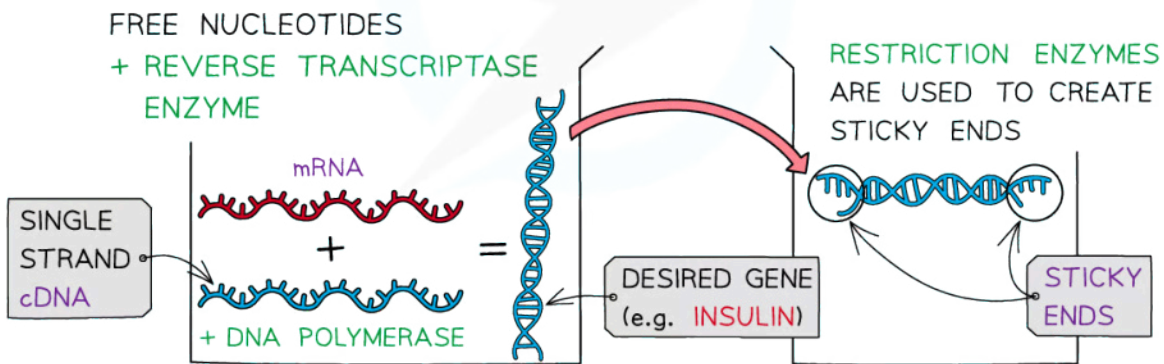 FREE NUCLEOTIDES
+ REVERSE TRANSCRIPTASE
ENZYME
mRNA
+
=
SINGLE
STRAND
cDNA
+ DNA POLYMERASE
DESIRED GENE
(e.g. INSULIN)
RESTRICTION ENZYMES
ARE USED TO CREATE
STICKY ENDS
STICKY
ENDS